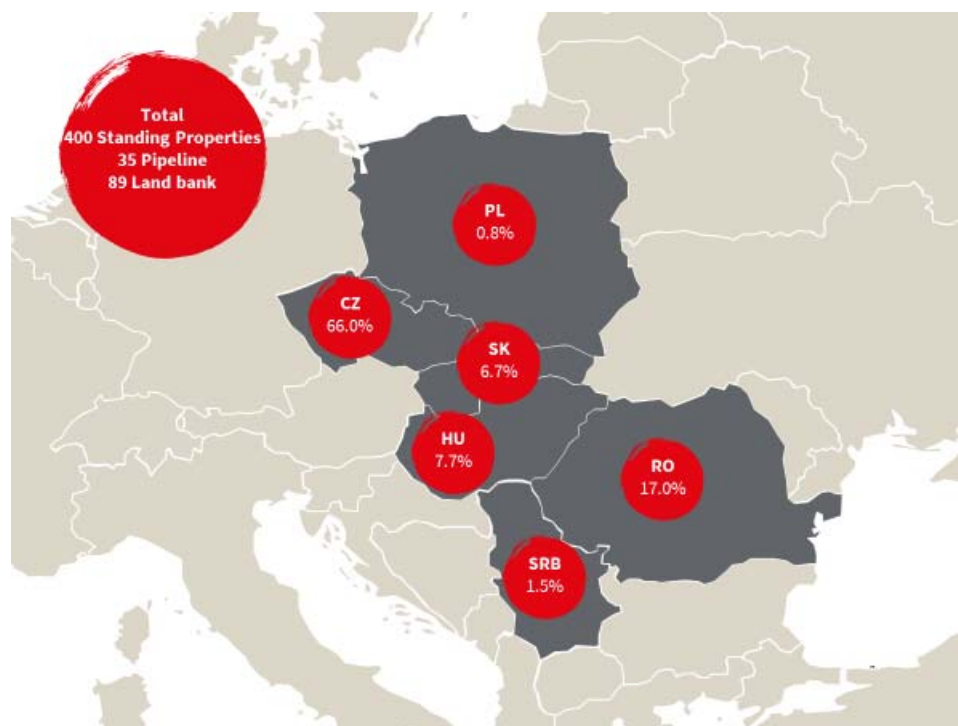 Total
400 Standing Properties
35 Pipeline
89 Land bank
PL
0.8%
CZ
66.0%
SK
6.7%
HU
7.7%
RO
17.0%
SRB
1.5%